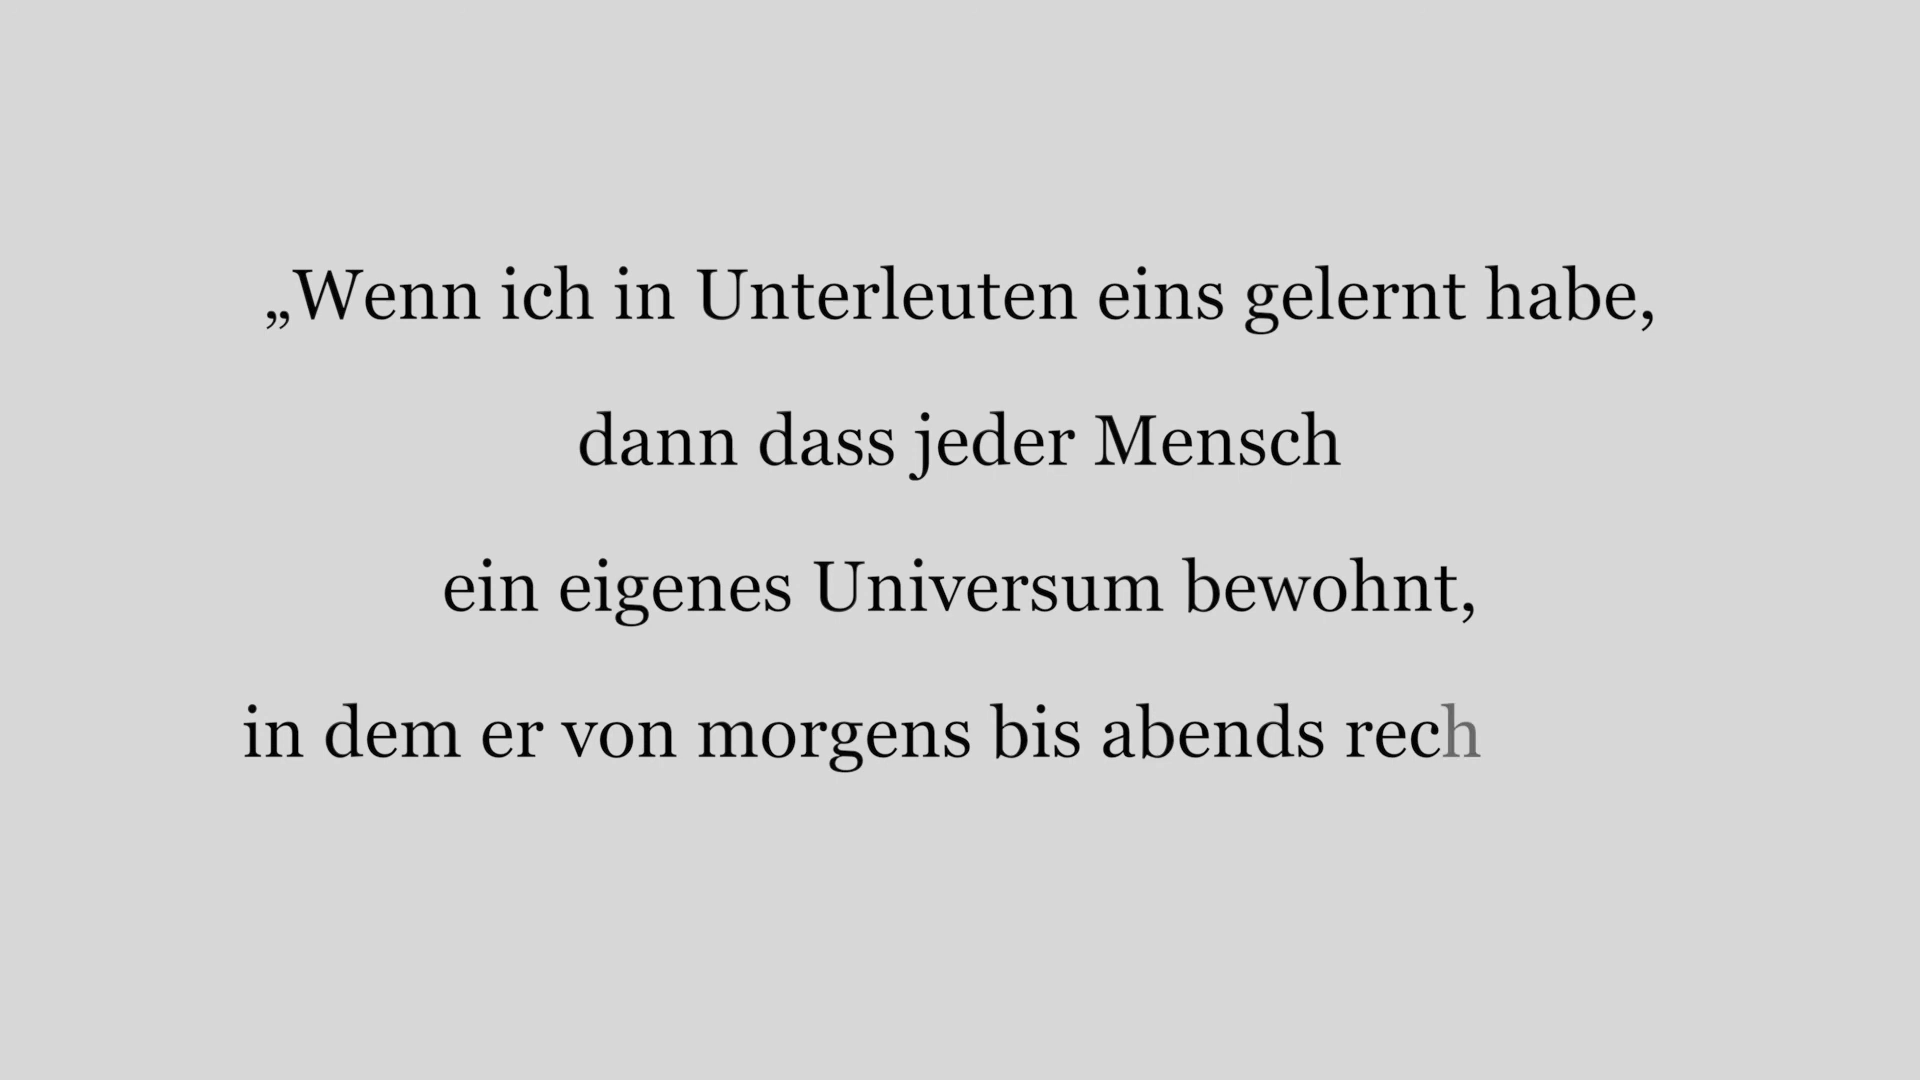 „Wenn ich in Unterleuten eins gelernt habe,
dann dass jeder Mensch
ein eigenes Universum bewohnt,
in dem er von morgens bis abends rech